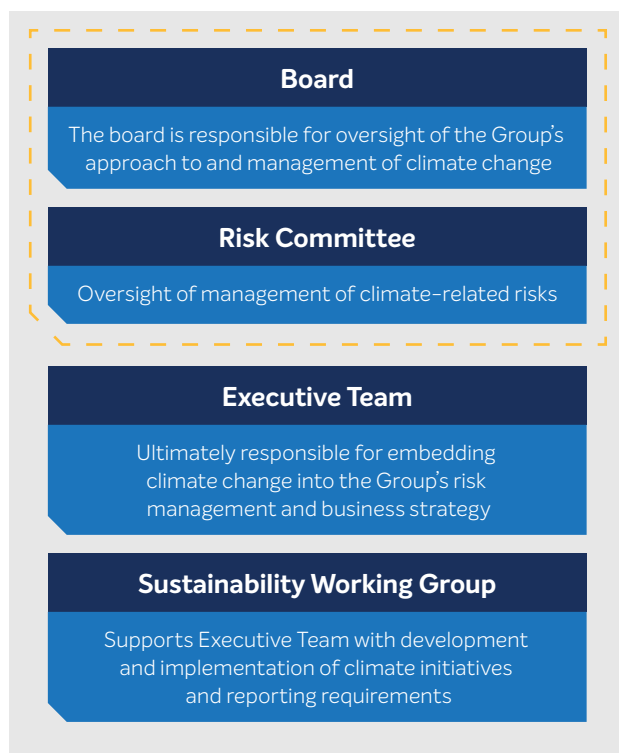 Board
The board is responsible for oversight of the Group's
approach to and management of climate change
Risk Committee
Oversight of management of climate-related risks
Executive Team
Ultimately responsible for embedding
climate change into the Group's risk
management and business strategy
Sustainability Working Group
Supports Executive Team with development
and implementation of climate initiatives
and reporting requirements